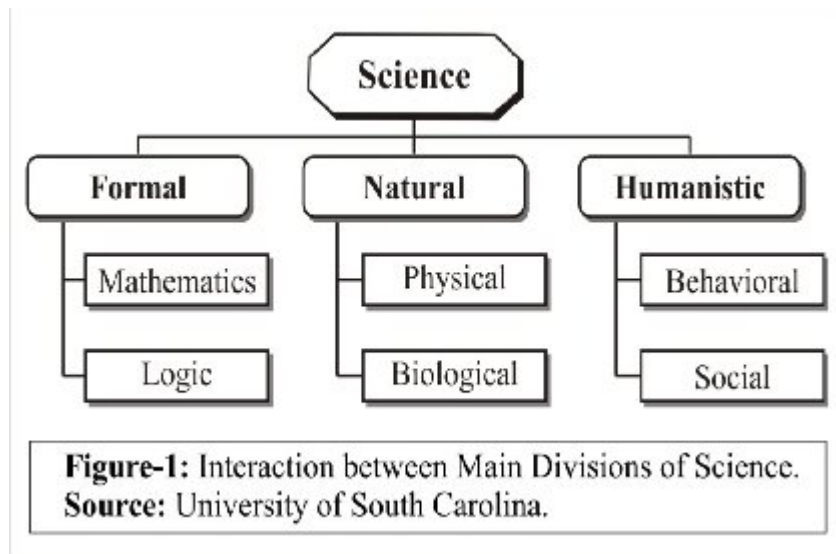 Science
Formal
Natural
Humanistic
Mathematics
Physical
Behavioral
Logic
Biological
Social
Figure-1: Interaction between Main Divisions of Science.
Source: University of South Carolina.